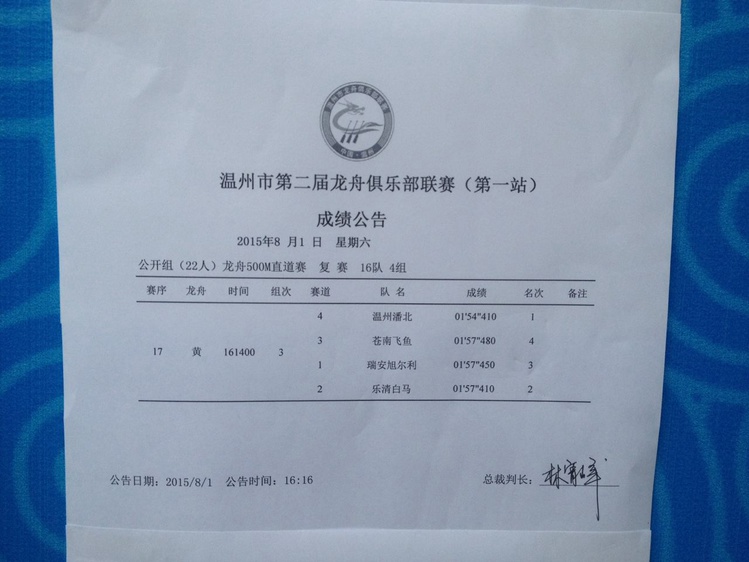 温州市第二届龙舟俱乐部联赛（第一站）
成绩公告
2015年8 月1 日 星期六
公开组（22人）龙舟500M直道赛 复 赛 16队 4组
赛序 龙舟 时间 组次 赛道 队 名 成绩 名次 备注
4 温州潘北 01'54"410 1
3 苍南飞鱼 01'57"480 4
17 黄 161400 3
1 瑞安旭尔利 01'57"450 3
2 乐清白马 01'57"410 2
公告日期：2015/8/1 公告时间：16:16 总裁判长：